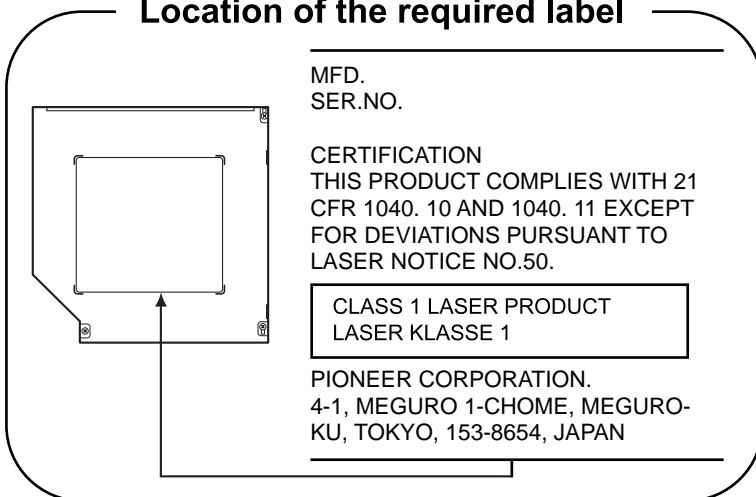 Location of the required label
MFD.
SER.NO.
CERTIFICATION
THIS PRODUCT COMPLIES WITH 21
CFR 1040. 10 AND 1040. 11 EXCEPT
FOR DEVIATIONS PURSUANT TO
LASER NOTICE NO.50.
CLASS 1 LASER PRODUCT
LASER KLASSE 1
PIONEER CORPORATION.
4-1, MEGURO 1-CHOME, MEGURO-
KU, TOKYO, 153-8654, JAPAN